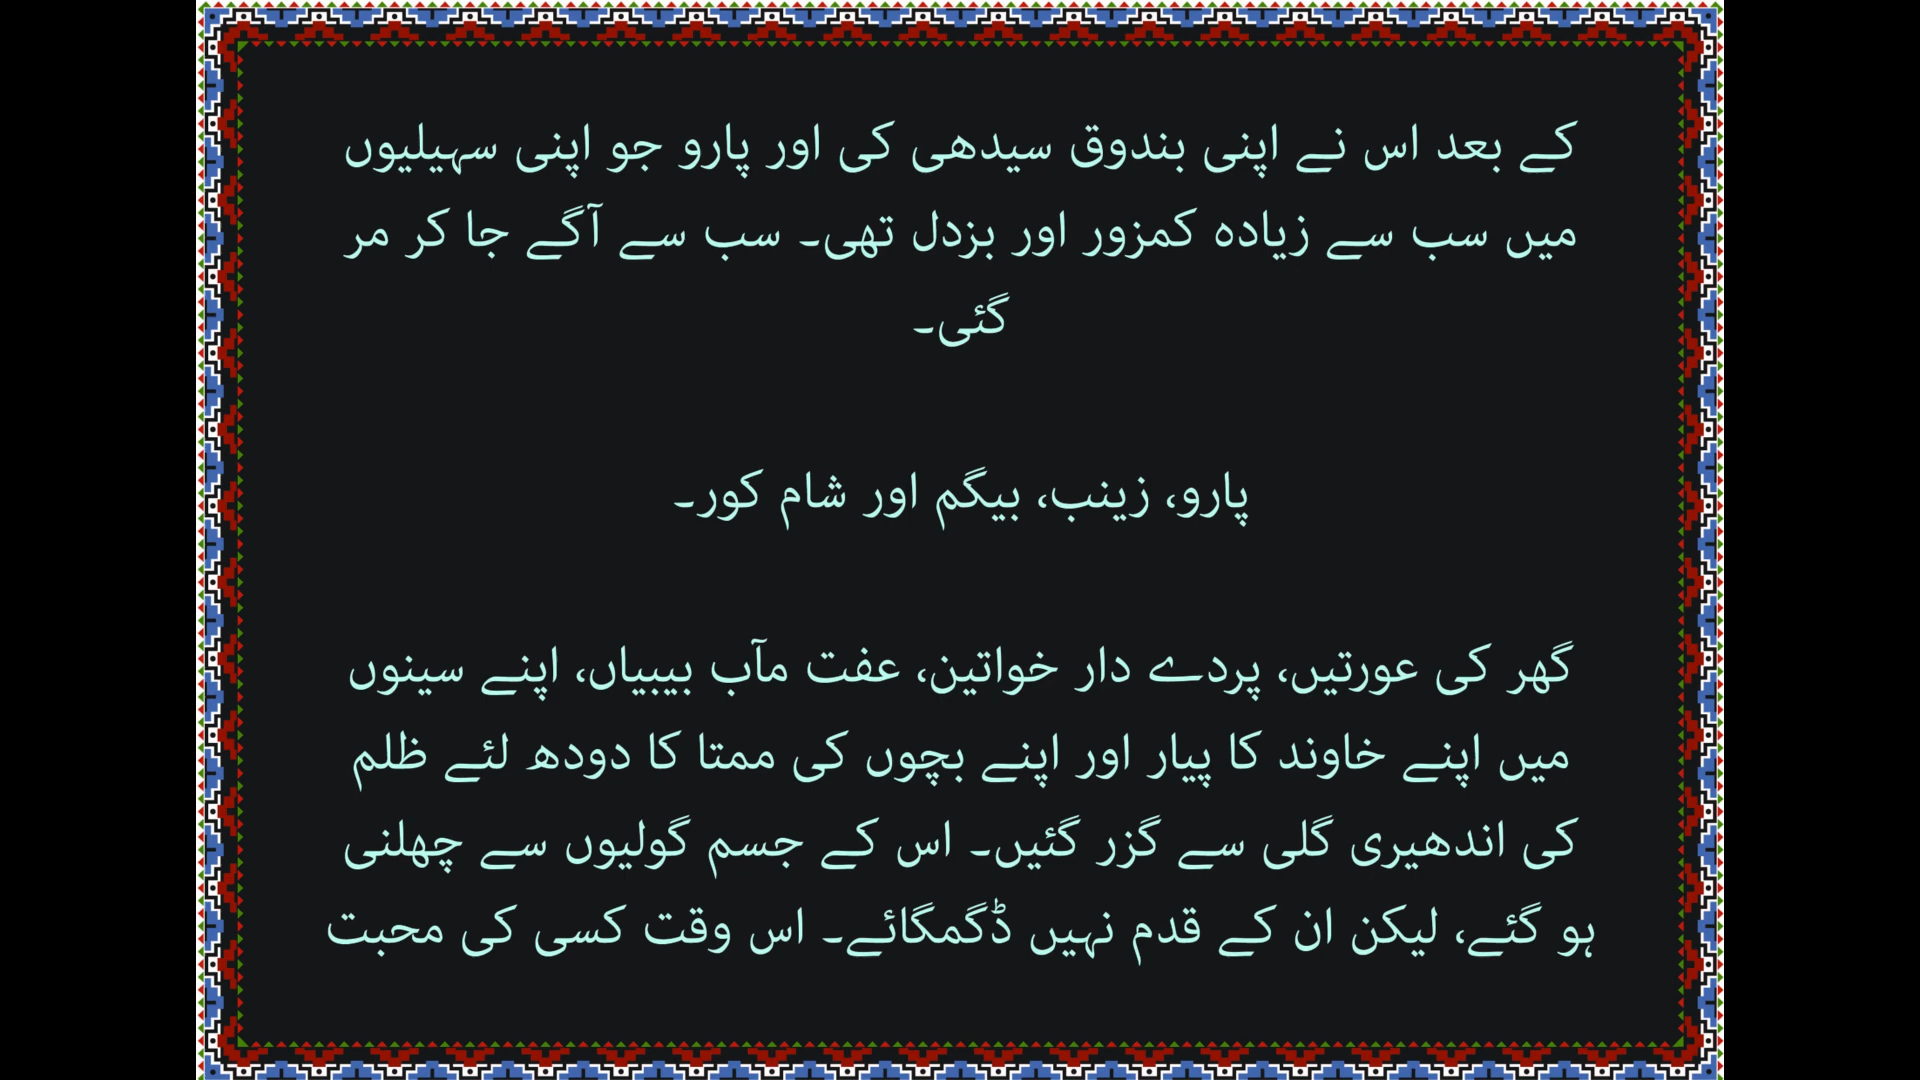 کے بعد اس نے اپنی بندوق سیدھی کی اور پارو جو اپنی سہیلیوں
میں سب سے زیادہ کمزور اور بزدل تھی۔ سب سے آگے جا کر مر
گئی۔
پارو، زینب، بیگم اور شام کور۔
گھر کی عورتیں، پردے دار خواتین، عفت مآب بیبیاں، اپنے سینوں
میں اپنے خاوند کا پیار اور اپنے بچوں کی ممتا کا دودھ لئے ظلم
کی اندھیری گلی سے گزر گئیں۔ اس کے جسم گولیوں سے چھلنی
ہو گئے، لیکن ان کے قدم نہیں ڈگمگائے۔ اس وقت کسی کی محبت